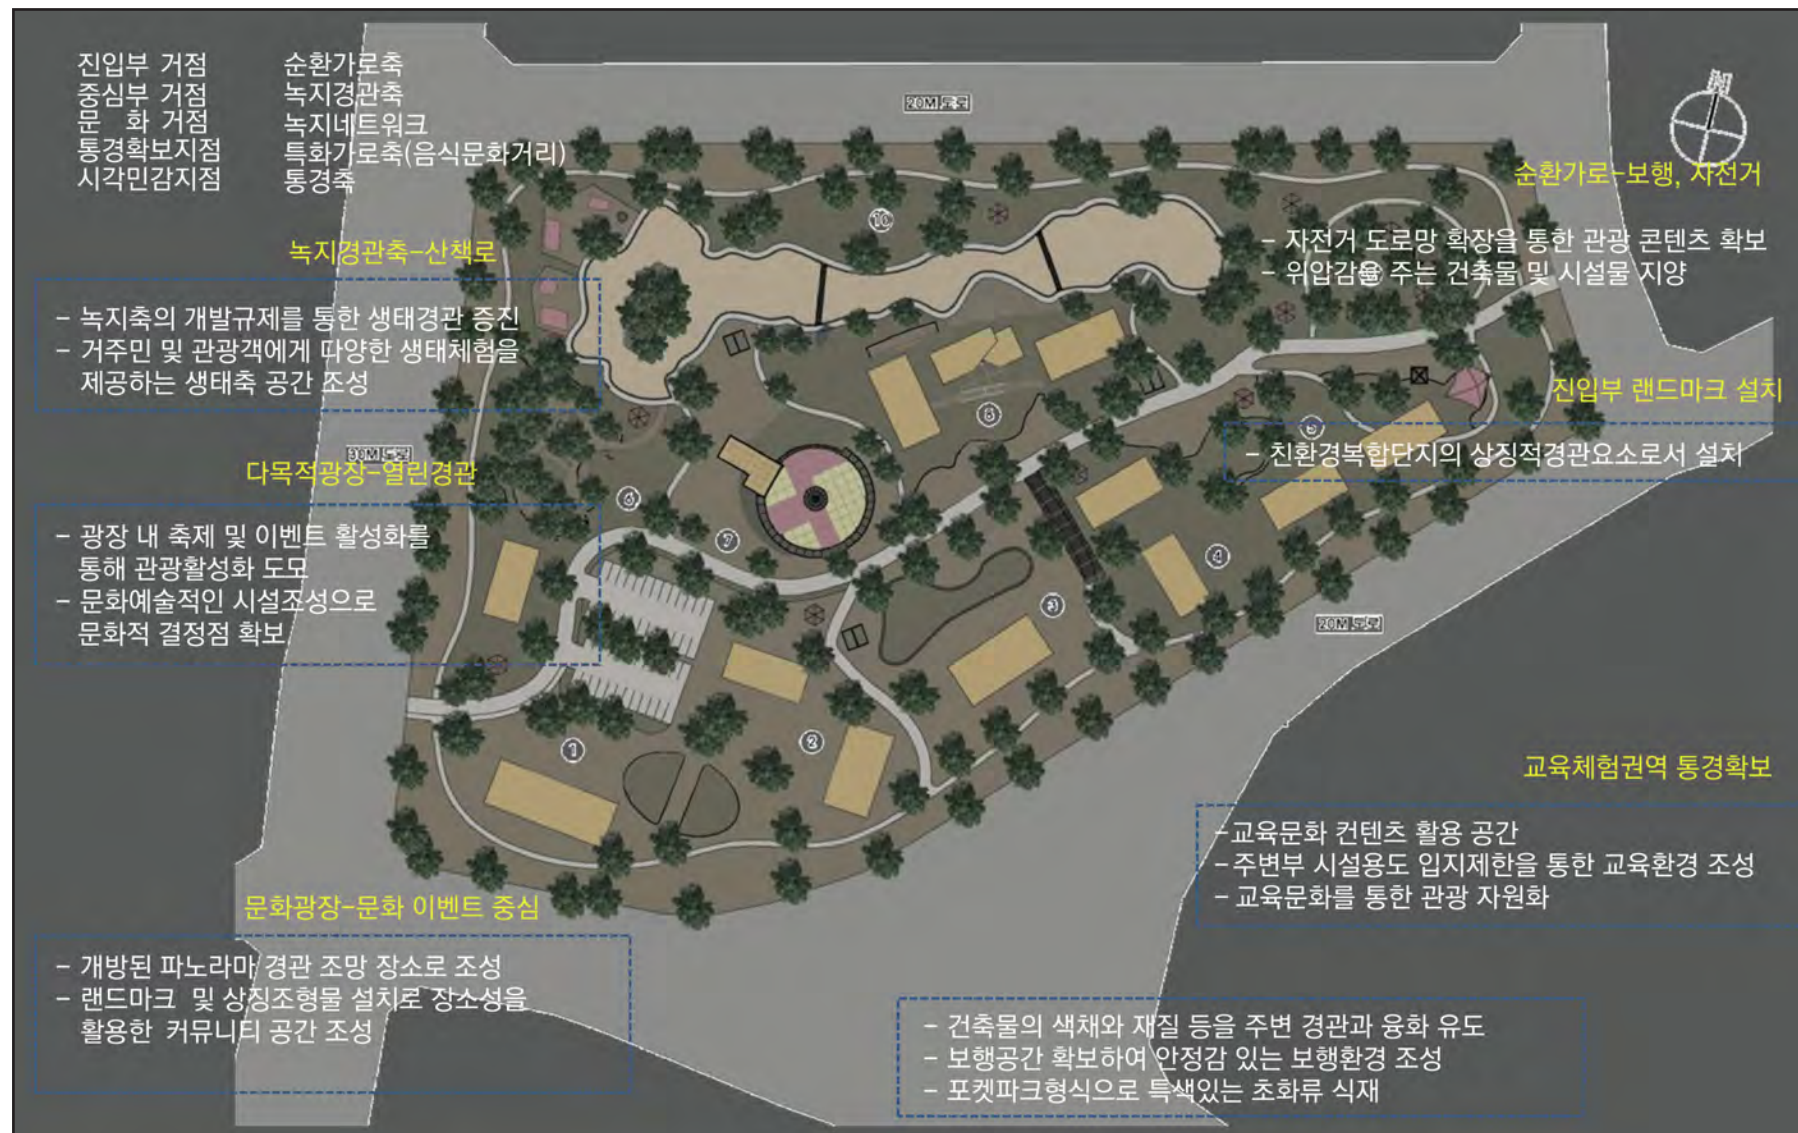 진입부 거점
중심부 거점
문 화 거점
통경확보지점
시각민감지점
순환가로축
녹지경관축
녹지네트워크
특화가로축(음식문화거리)
통경축
20M 도로
순환가로-보행, 자전거
- 자전거 도로망 확장을 통한 관광 콘텐츠 확보
- 위압감을 주는 건축물 및 시설물 지양
녹지경관축-산책로
- 녹지축의 개발규제를 통한 생태경관 증진
- 거주민 및 관광객에게 다양한 생태체험을
제공하는 생태축 공간 조성
진입부 랜드마크 설치
- 친환경복합단지의 상징적경관요소로서 설치
30M 도로
다목적광장-열린경관
- 광장 내 축제 및 이벤트 활성화를
통해 관광활성화 도모
- 문화예술적인 시설조성으로
문화적 결정점 확보
10
7
4
3
2
1
20M 도로
교육체험권역 통경확보
-교육문화 컨텐츠 활용 공간
-주변부 시설용도 입지제한을 통한 교육환경 조성
- 교육문화를 통한 관광 자원화
문화광장-문화 이벤트 중심
- 개방된 파노라마 경관 조망 장소로 조성
- 랜드마크 및 상징조형물 설치로 장소성을
활용한 커뮤니티 공간 조성
- 건축물의 색채와 재질 등을 주변 경관과 융화 유도
- 보행공간 확보하여 안정감 있는 보행환경 조성
- 포켓파크형식으로 특색있는 초화류 식재